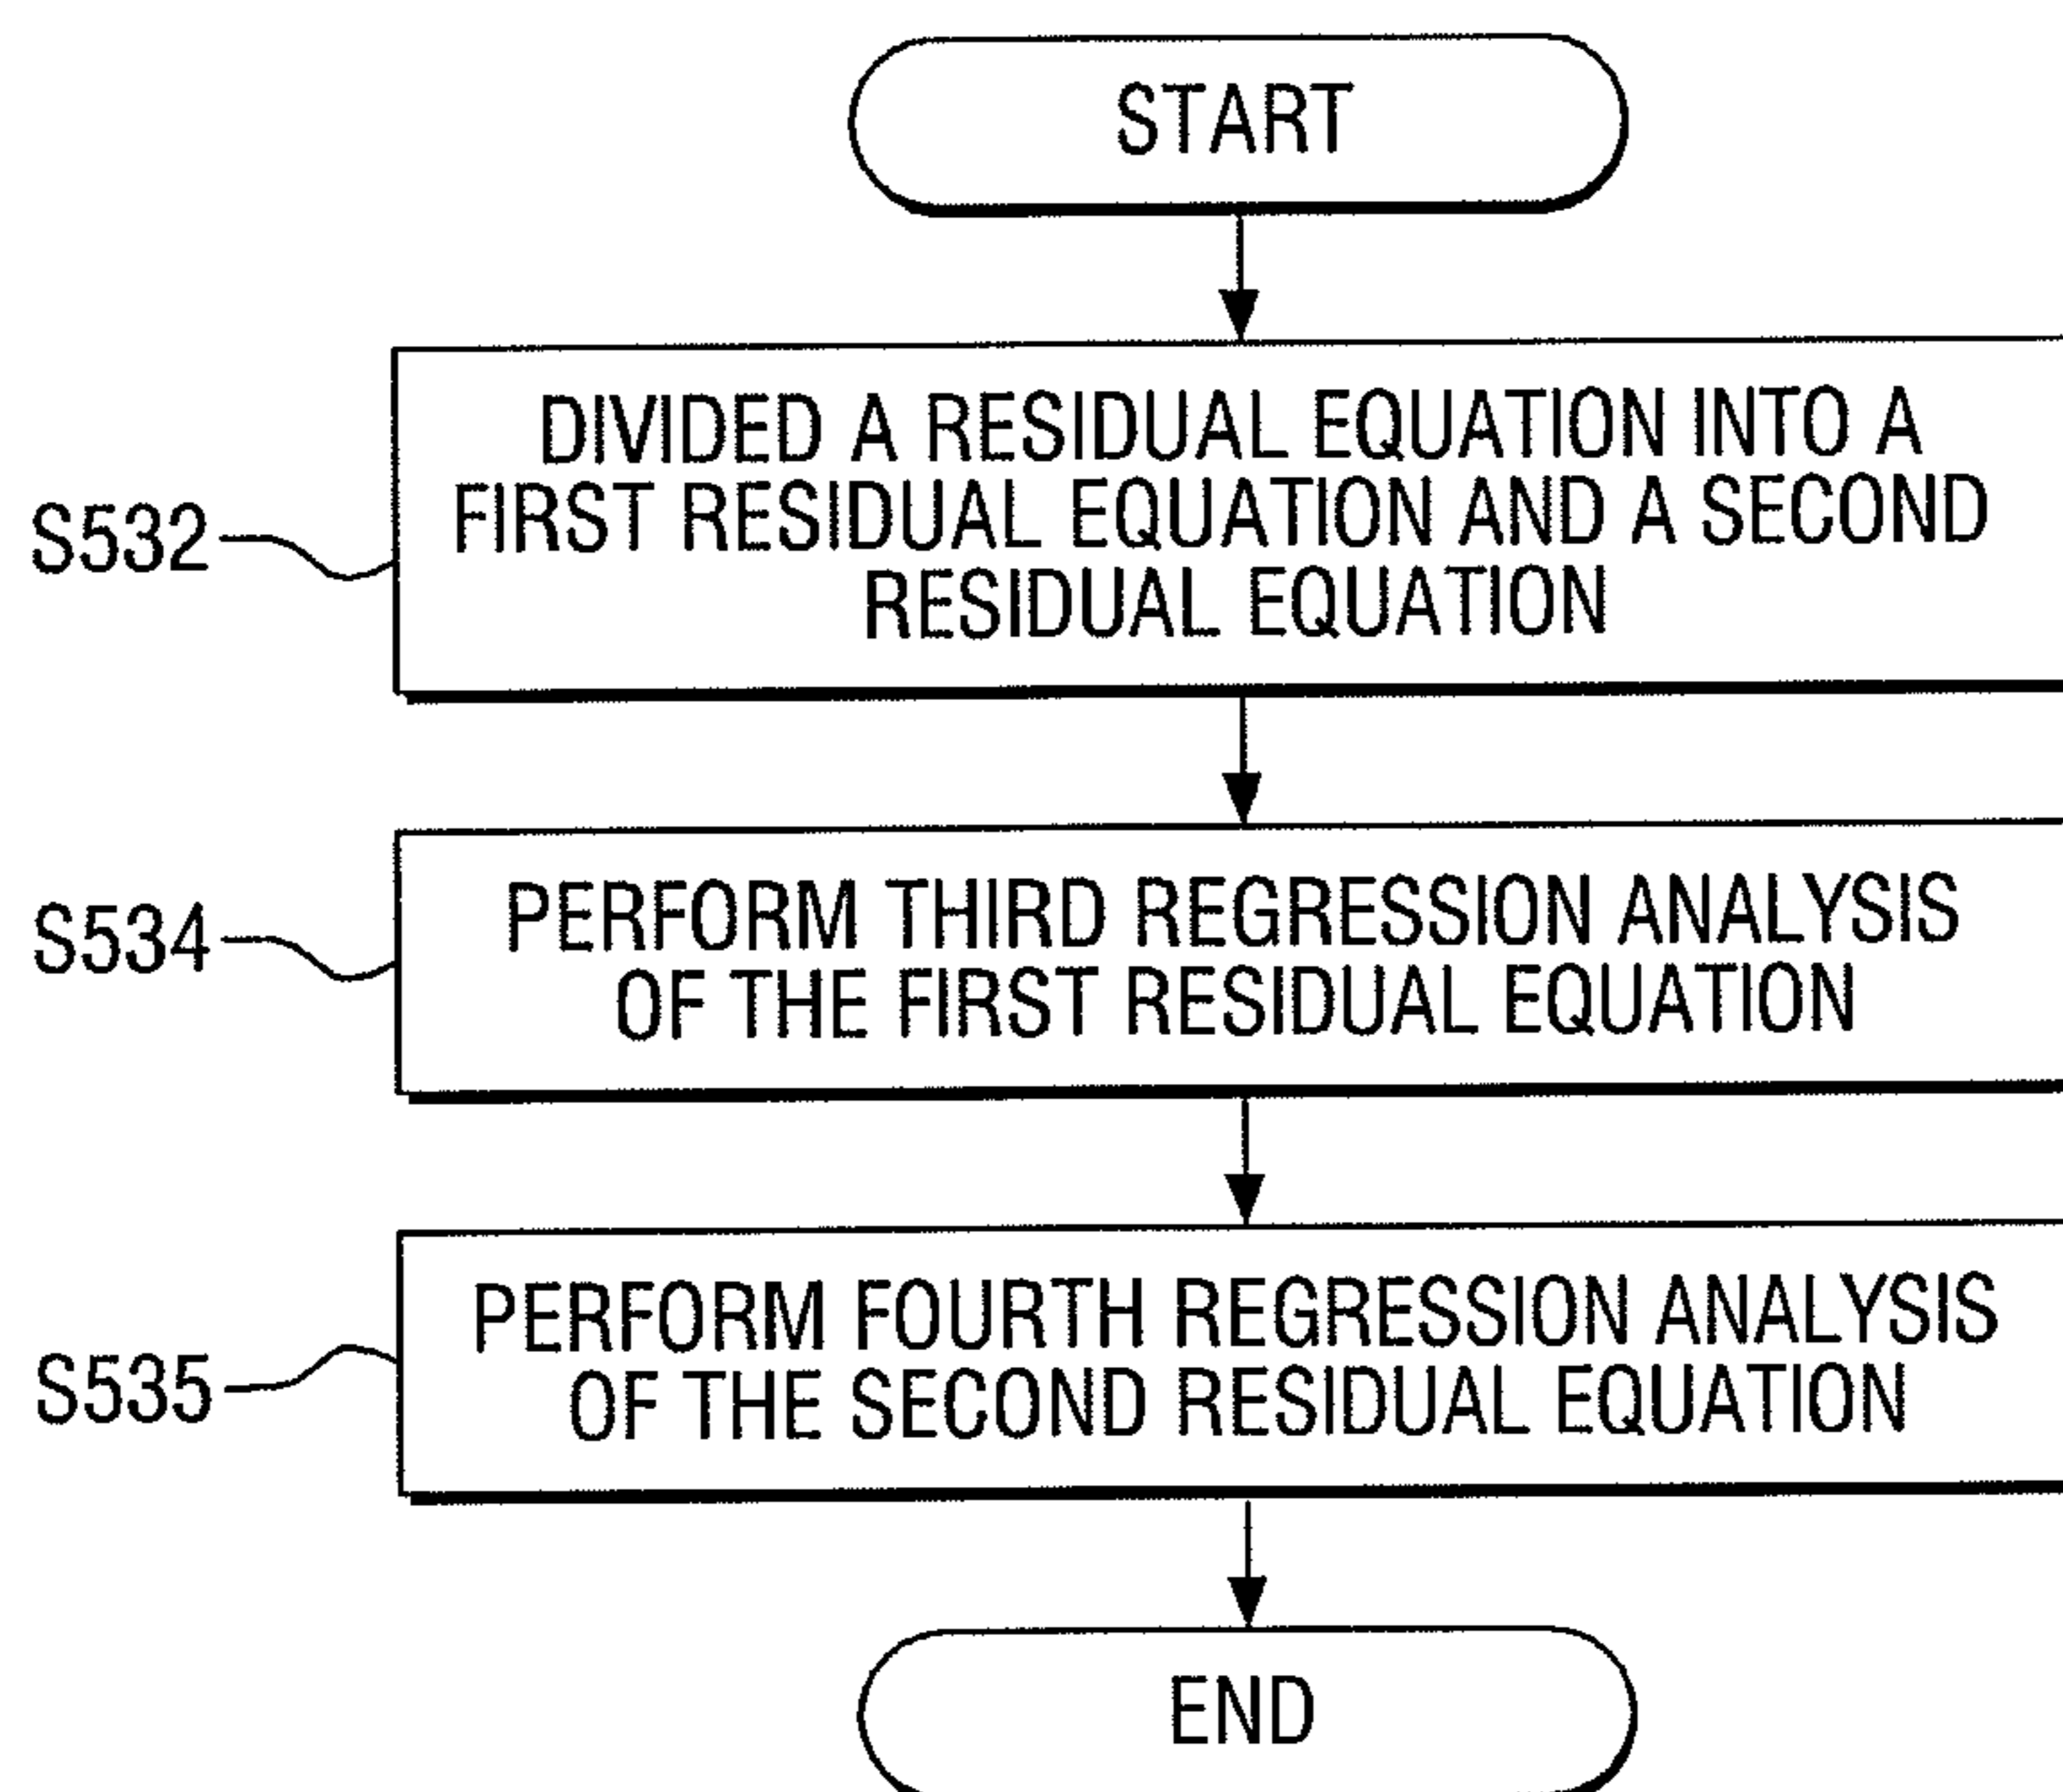 START
DIVIDED A RESIDUAL EQUATION INTO A
FIRST RESIDUAL EQUATION AND A SECOND
RESIDUAL EQUATION
S532
PERFORM THIRD REGRESSION ANALYSIS
OF THE FIRST RESIDUAL EQUATION
S534
PERFORM FOURTH REGRESSION ANALYSIS
OF THE SECOND RESIDUAL EQUATION
S535
END